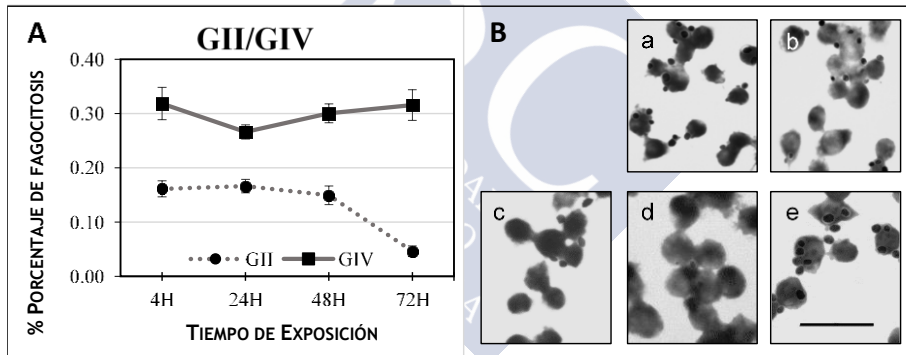 A
GII/GIV
% PORCENTAJE DE FAGOCITOSIS
0.40
0.30
0.20
0.10
0.00
GII
GIV
4H
24H
48H
72H
TIEMPO DE EXPOSICIÓN
B
a
b
c
d
e